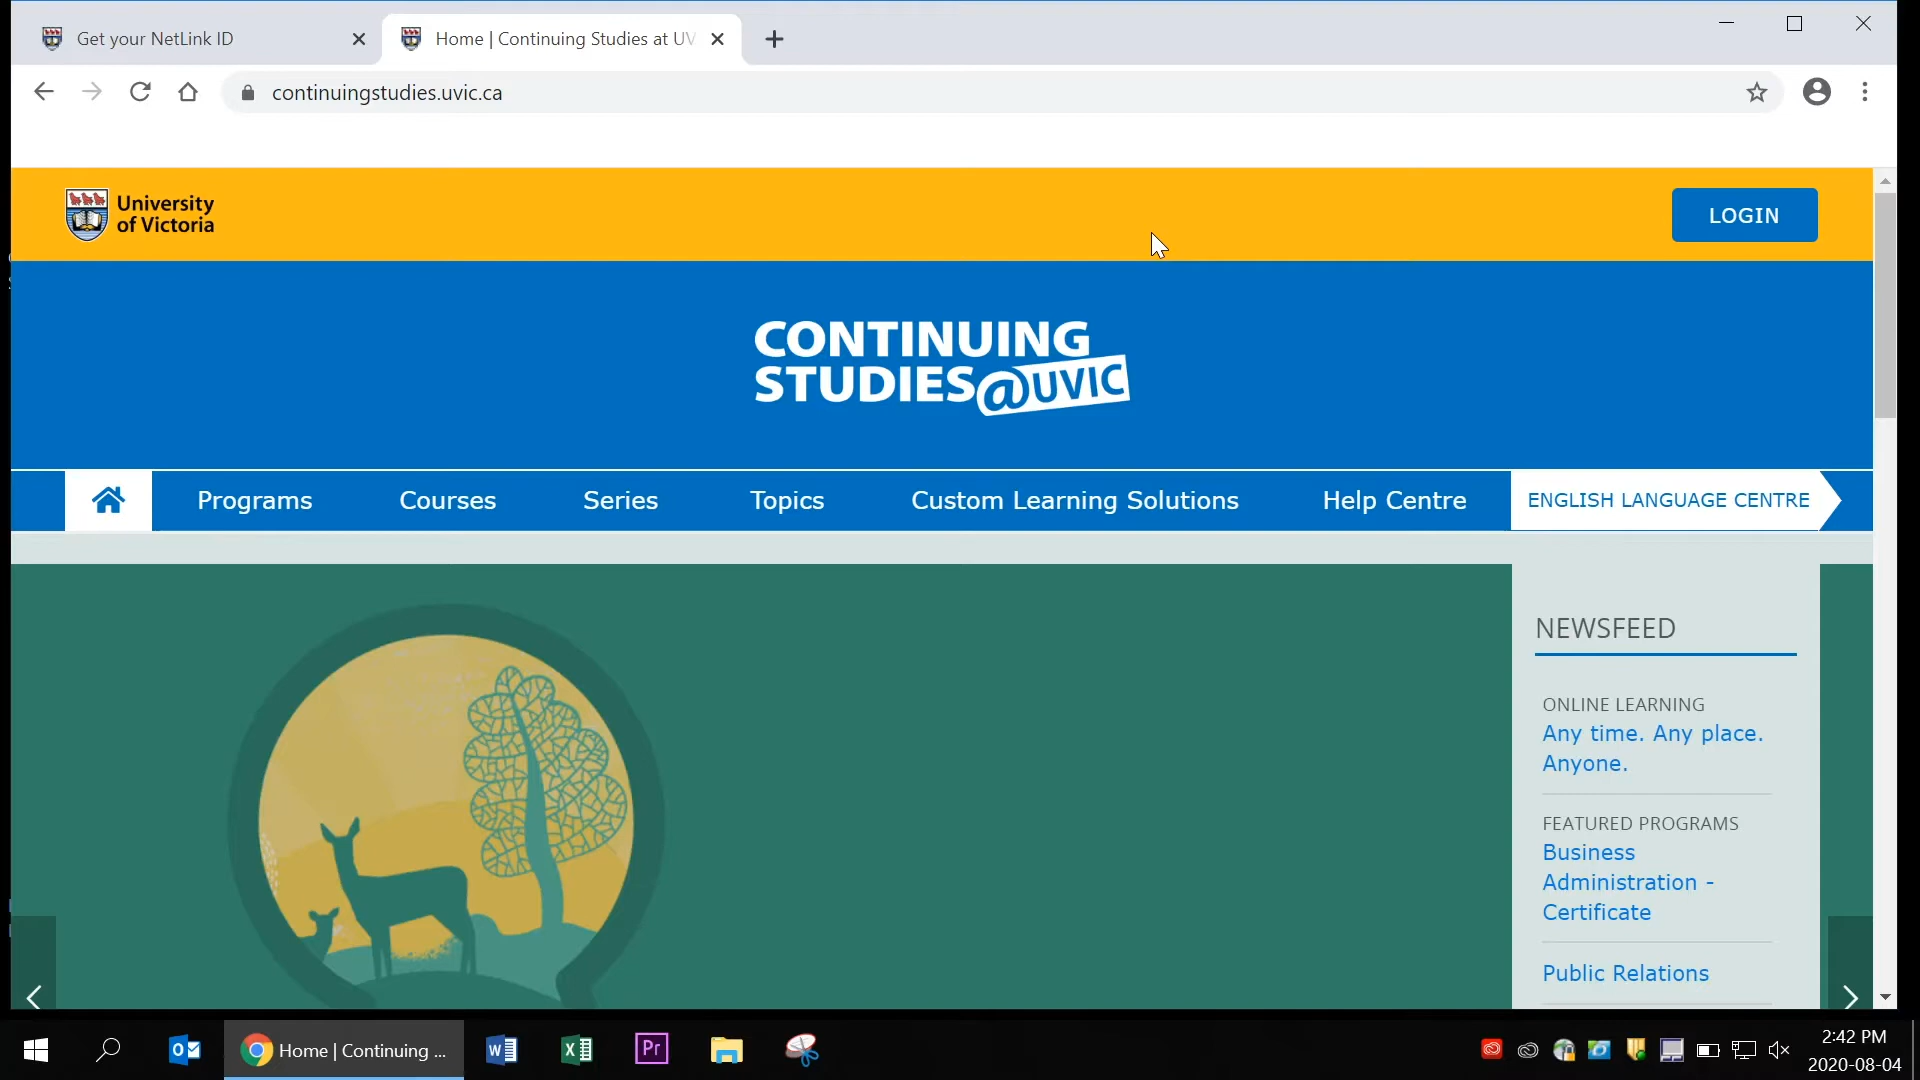 Get your NetLink ID
Home | Continuing Studies at UV
continuingstudies.uvic.ca
University
of Victoria
LOGIN
CONTINUING
STUDIES@UVIC
Programs
Courses
Series
Topics
Custom Learning Solutions
Help Centre
ENGLISH LANGUAGE CENTRE
NEWSFEED
ONLINE LEARNING
Any time. Any place.
Anyone.
FEATURED PROGRAMS
Business
Administration -
Certificate
Public Relations
Home | Continuing ...
Pr
2:42 PM
2020-08-04